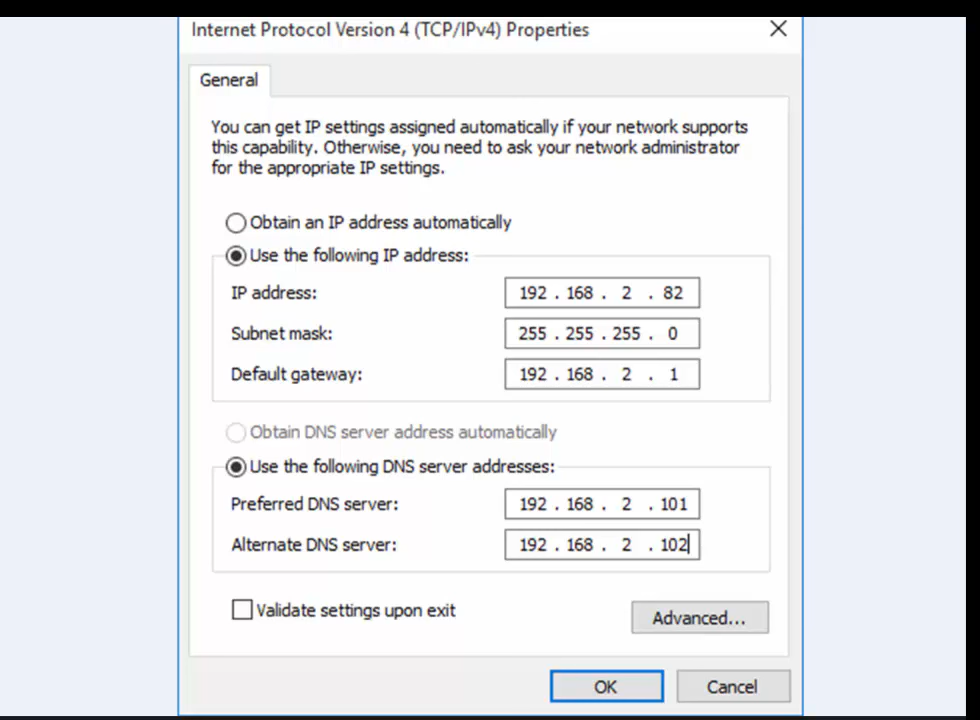 Internet Protocol Version 4 (TCP/IPv4) Properties
General
You can get IP settings assigned automatically if your network supports
this capability. Otherwise, you need to ask your network administrator
for the appropriate IP settings.
Obtain an IP address automatically
Use the following IP address:
IP address: 192 . 168 . 2 . 82
Subnet mask: 255 . 255 . 255 . 0
Default gateway: 192 . 168 . 2 . 1
Obtain DNS server address automatically
Use the following DNS server addresses:
Preferred DNS server: 192 . 168 . 2 . 101
Alternate DNS server: 192 . 168 . 2 . 102
Validate settings upon exit
Advanced...
OK Cancel